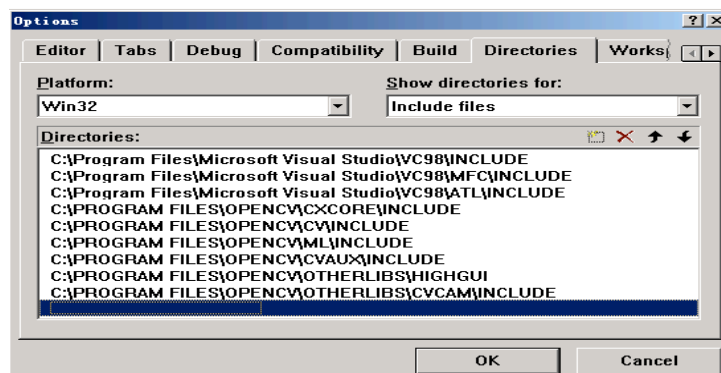 Options
Editor Tabs Debug Compatibility Build Directories Works
Platform: Show directories for:
Win32 Include files
Directories:
C:\Program Files\Microsoft Visual Studio\VC98\INCLUDE
C:\Program Files\Microsoft Visual Studio\VC98\MFC\INCLUDE
C:\Program Files\Microsoft Visual Studio\VC98\ATL\INCLUDE
C:\PROGRAM FILES\OPENCV\CXCORE\INCLUDE
C:\PROGRAM FILES\OPENCV\CV\INCLUDE
C:\PROGRAM FILES\OPENCV\ML\INCLUDE
C:\PROGRAM FILES\OPENCV\CVAUX\INCLUDE
C:\PROGRAM FILES\OPENCV\OTHERLIBS\HIGHGUI
C:\PROGRAM FILES\OPENCV\OTHERLIBS\CVCAM\INCLUDE
OK Cancel